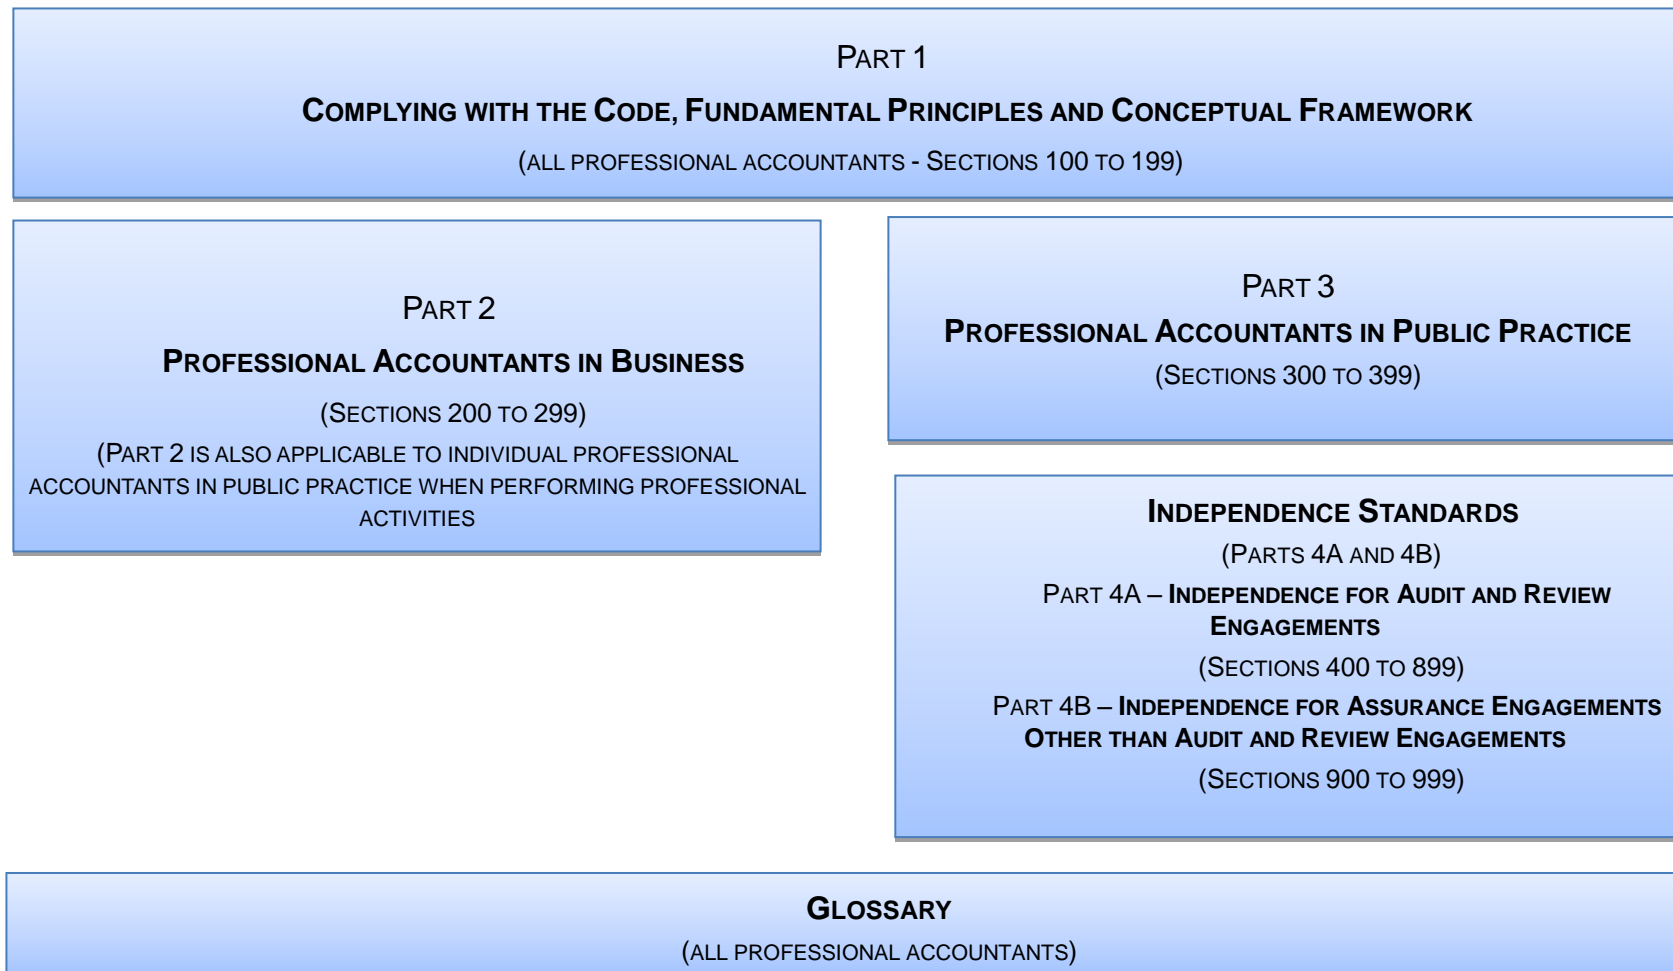 PART 1
COMPLYING WITH THE CODE, FUNDAMENTAL PRINCIPLES AND CONCEPTUAL FRAMEWORK
(ALL PROFESSIONAL ACCOUNTANTS - SECTIONS 100 TO 199)
PART 2
PROFESSIONAL ACCOUNTANTS IN BUSINESS
(SECTIONS 200 TO 299)
(PART 2 IS ALSO APPLICABLE TO INDIVIDUAL PROFESSIONAL
ACCOUNTANTS IN PUBLIC PRACTICE WHEN PERFORMING PROFESSIONAL
ACTIVITIES
PART 3
PROFESSIONAL ACCOUNTANTS IN PUBLIC PRACTICE
(SECTIONS 300 TO 399)
INDEPENDENCE STANDARDS
(PARTS 4A AND 4B)
PART 4A – INDEPENDENCE FOR AUDIT AND REVIEW
ENGAGEMENTS
(SECTIONS 400 TO 899)
PART 4B – INDEPENDENCE FOR ASSURANCE ENGAGEMENTS
OTHER THAN AUDIT AND REVIEW ENGAGEMENTS
(SECTIONS 900 TO 999)
GLOSSARY
(ALL PROFESSIONAL ACCOUNTANTS)